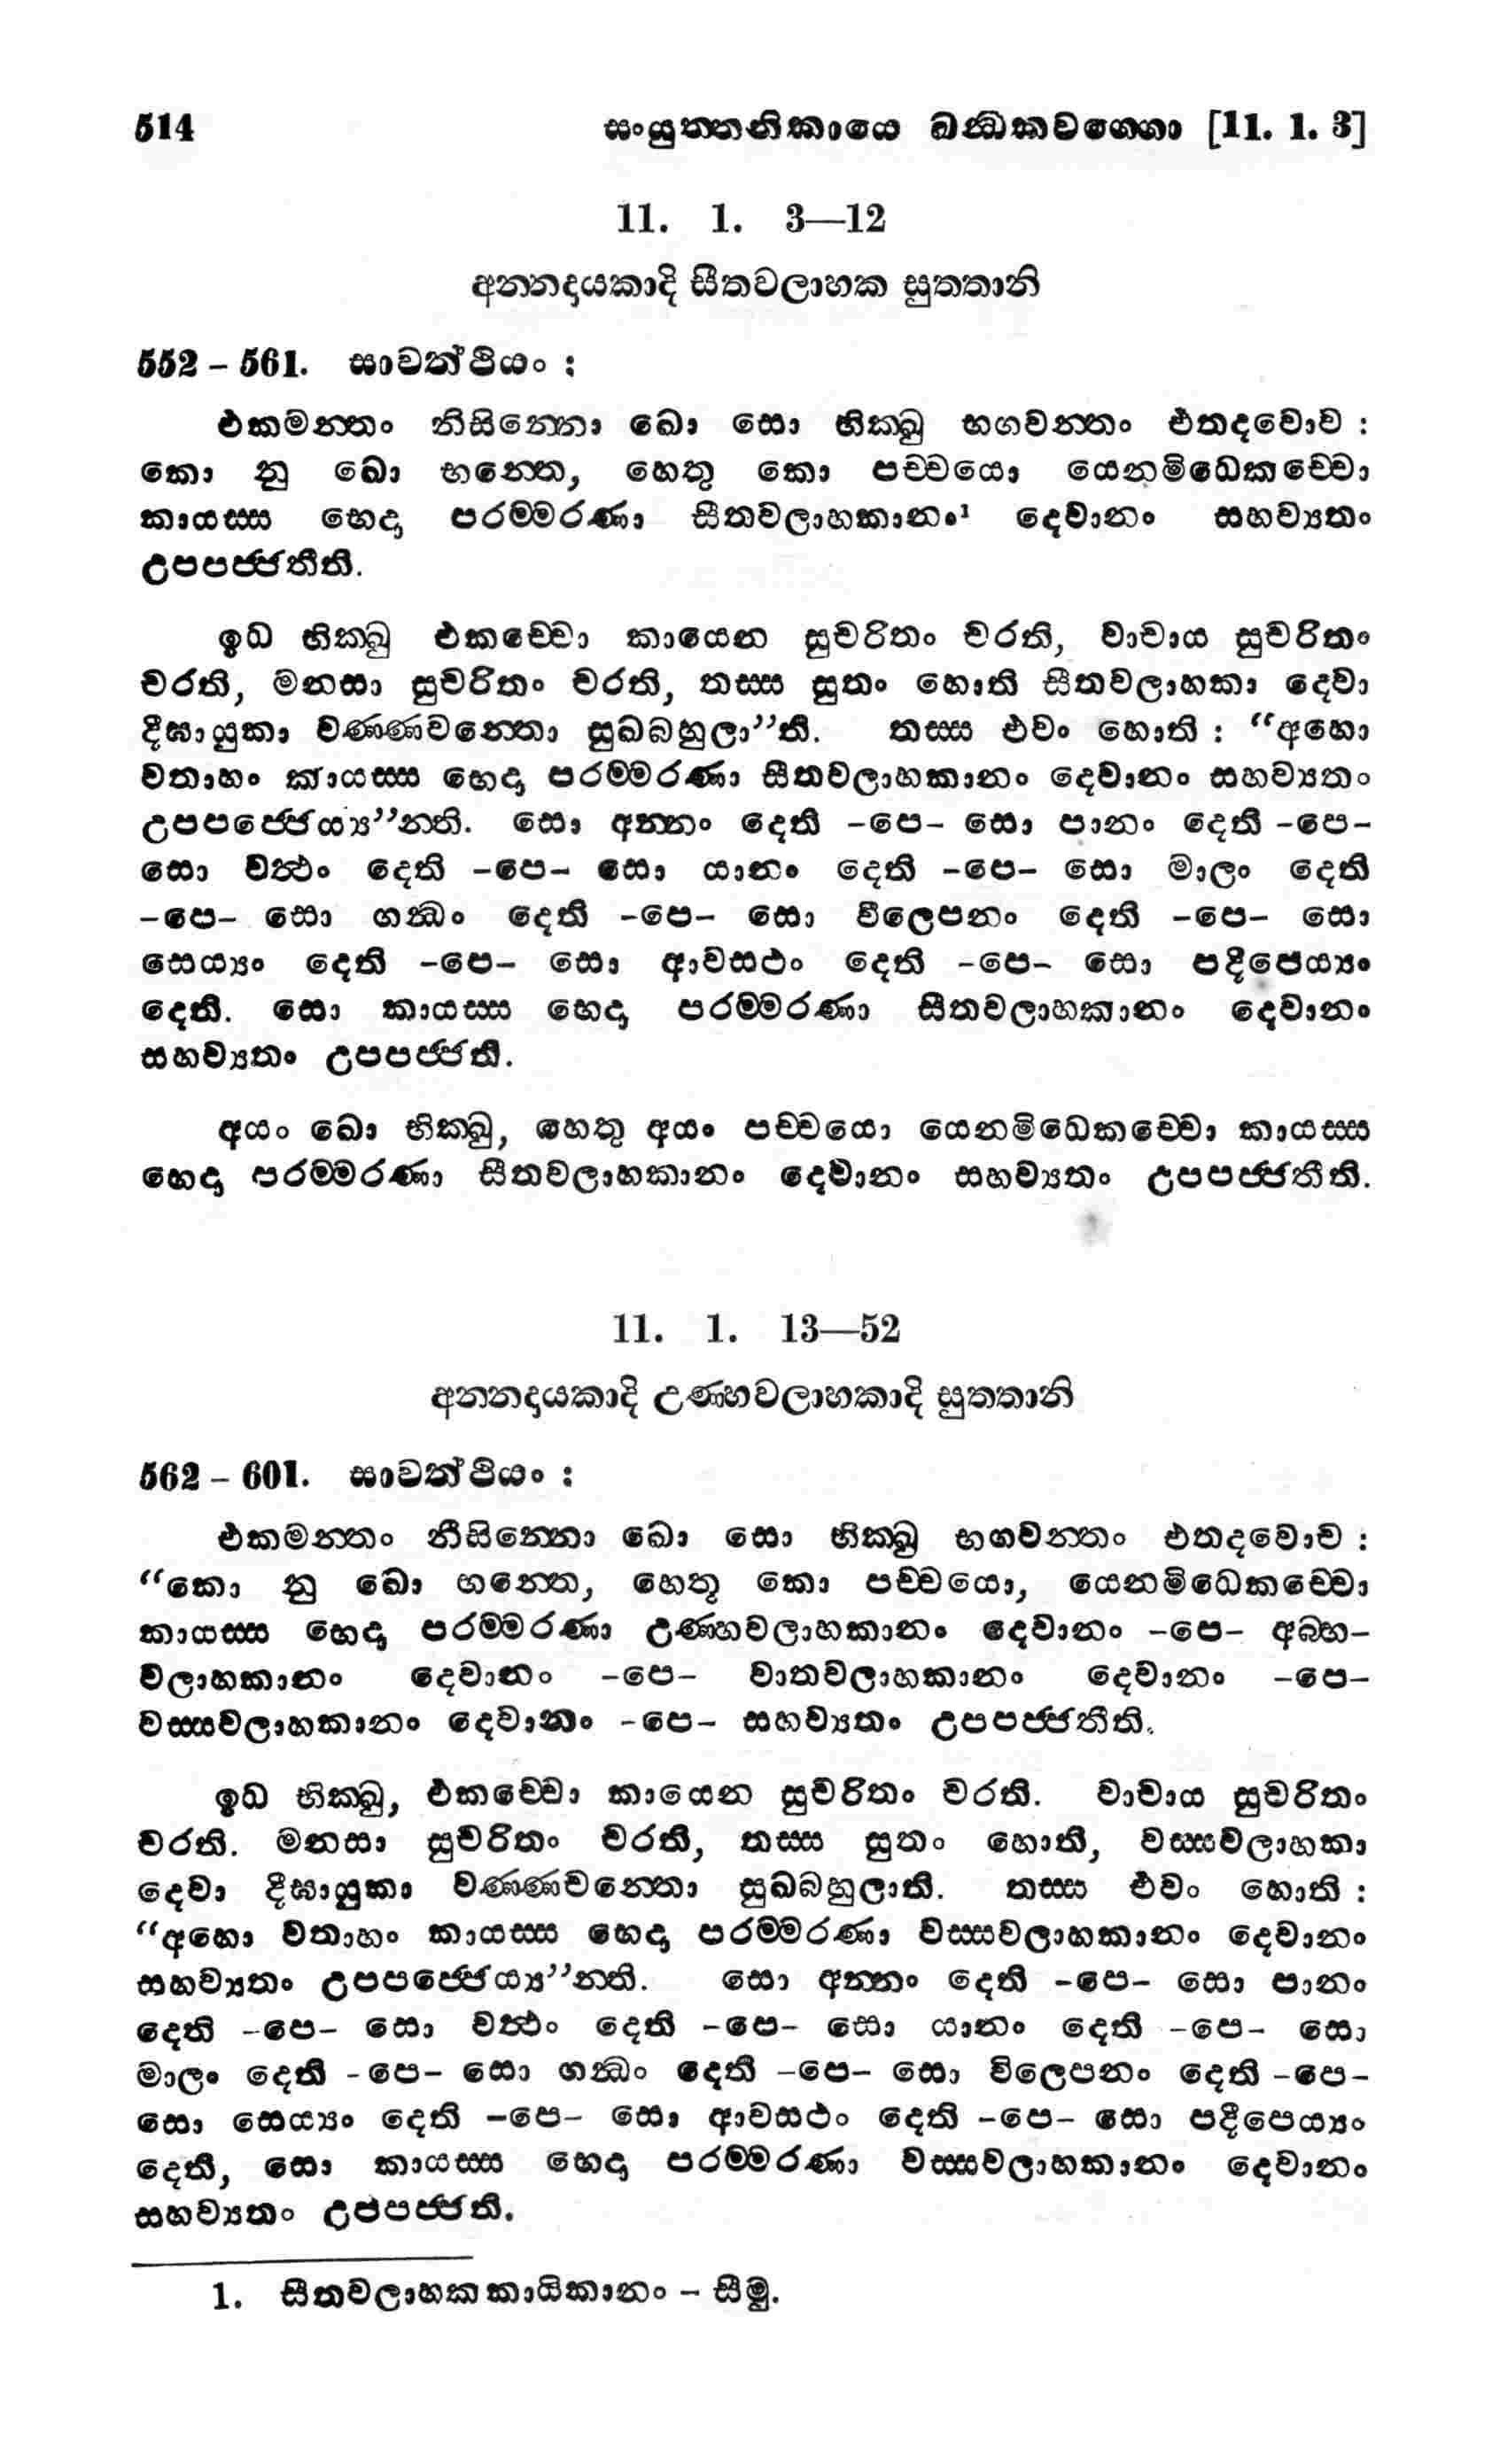 514 සංයුත්තනිකායෙ ඛන්ධකවග්ගො [11. 1. 3]
11. 1. 3—12
අන්නදායකාදි සීතවලාහක සුත්තානි
552 – 561. සාවත්ථියං :
එකමන්තං නිසින්නො ඛො සො භික්ඛු භගවන්තං එතදවොච :
කො නු ඛො භන්තෙ, හෙතු කො පච්චයො යෙනමිධෙකච්චො
කායස්ස භෙදා පරම්මරණා සීතවලාහකානං¹ දෙවානං සහව්‍යතං
උපපජ්ජතීති.
ඉධ භික්ඛු එකච්චො කායෙන සුචරිතං චරති, වාචාය සුචරිතං
චරති, මනසා සුචරිතං චරති, තස්ස සුතං හොති සීතවලාහකා දෙවා
දීඝායුකා වණ්ණවන්තො සුඛබහුලා”ති. තස්ස එවං හොති : “අහො
වතාහං කායස්ස භෙදා පරම්මරණා සීතවලාහකානං දෙවානං සහව්‍යතං
උපපජ්ජෙය්‍ය”න්ති. සො අන්නං දෙති –පෙ– සො පානං දෙති –පෙ–
සො වත්ථං දෙති –පෙ– සො යානං දෙති –පෙ– සො මාලං දෙති
–පෙ– සො ගන්ධං දෙති –පෙ– සො විලෙපනං දෙති –පෙ– සො
සෙය්‍යං දෙති –පෙ– සො ආවසථං දෙති –පෙ– සො පදීපෙය්‍යං
දෙති. සො කායස්ස භෙදා පරම්මරණා සීතවලාහකානං දෙවානං
සහව්‍යතං උපපජ්ජති.
අයං ඛො භික්ඛු, හෙතු අයං පච්චයො යෙනමිධෙකච්චො කායස්ස
භෙදා පරම්මරණා සීතවලාහකානං දෙවානං සහව්‍යතං උපපජ්ජතීති.
11. 1. 13—52
අන්නදායකාදි උණ්හවලාහකාදි සුත්තානි
562 – 601. සාවත්ථියං :
එකමන්තං නිසින්නො ඛො සො භික්ඛු භගවන්තං එතදවොච :
“කො නු ඛො භන්තෙ, හෙතු කො පච්චයො, යෙනමිධෙකච්චො
කායස්ස භෙදා පරම්මරණා උණ්හවලාහකානං දෙවානං –පෙ– අබ්භ–
වලාහකානං දෙවානං –පෙ– වාතවලාහකානං දෙවානං –පෙ–
වස්සවලාහකානං දෙවානං –පෙ– සහව්‍යතං උපපජ්ජතීති.
ඉධ භික්ඛු, එකච්චො කායෙන සුචරිතං චරති. වාචාය සුචරිතං
චරති. මනසා සුචරිතං චරති, තස්ස සුතං හොති, වස්සවලාහකා
දෙවා දීඝායුකා වණ්ණවන්තො සුඛබහුලාති. තස්ස එවං හොති :
“අහො වතාහං කායස්ස භෙදා පරම්මරණා වස්සවලාහකානං දෙවානං
සහව්‍යතං උපපජ්ජෙය්‍ය”න්ති. සො අන්නං දෙති –පෙ– සො පානං
දෙති –පෙ– සො වත්ථං දෙති –පෙ– සො යානං දෙති –පෙ– සො
මාලං දෙති –පෙ– සො ගන්ධං දෙති –පෙ– සො විලෙපනං දෙති –පෙ–
සො සෙය්‍යං දෙති –පෙ– සො ආවසථං දෙති –පෙ– සො පදීපෙය්‍යං
දෙති, සො කායස්ස භෙදා පරම්මරණා වස්සවලාහකානං දෙවානං
සහව්‍යතං උපපජ්ජති.
1. සීතවලාහකකායිකානං – සීමු.